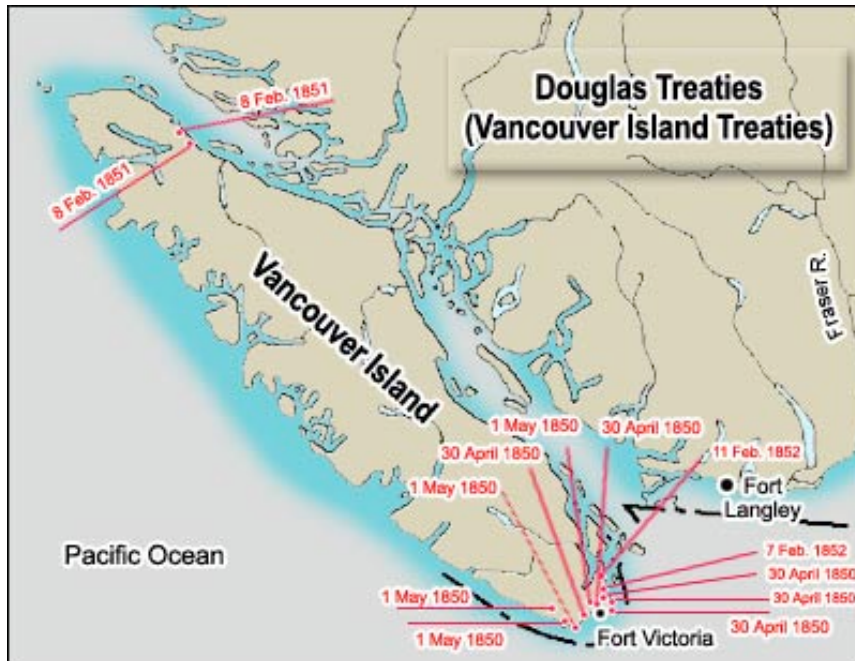 Douglas Treaties
(Vancouver Island Treaties)
8 Feb. 1851
8 Feb. 1851
Vancouver Island
Fraser R.
1 May 1850
30 April 1850
30 April 1850
11 Feb. 1852
1 May 1850
Fort
Langley
Pacific Ocean
7 Feb. 1852
30 April 1850
1 May 1850
30 April 1850
1 May 1850
Fort Victoria
30 April 1850